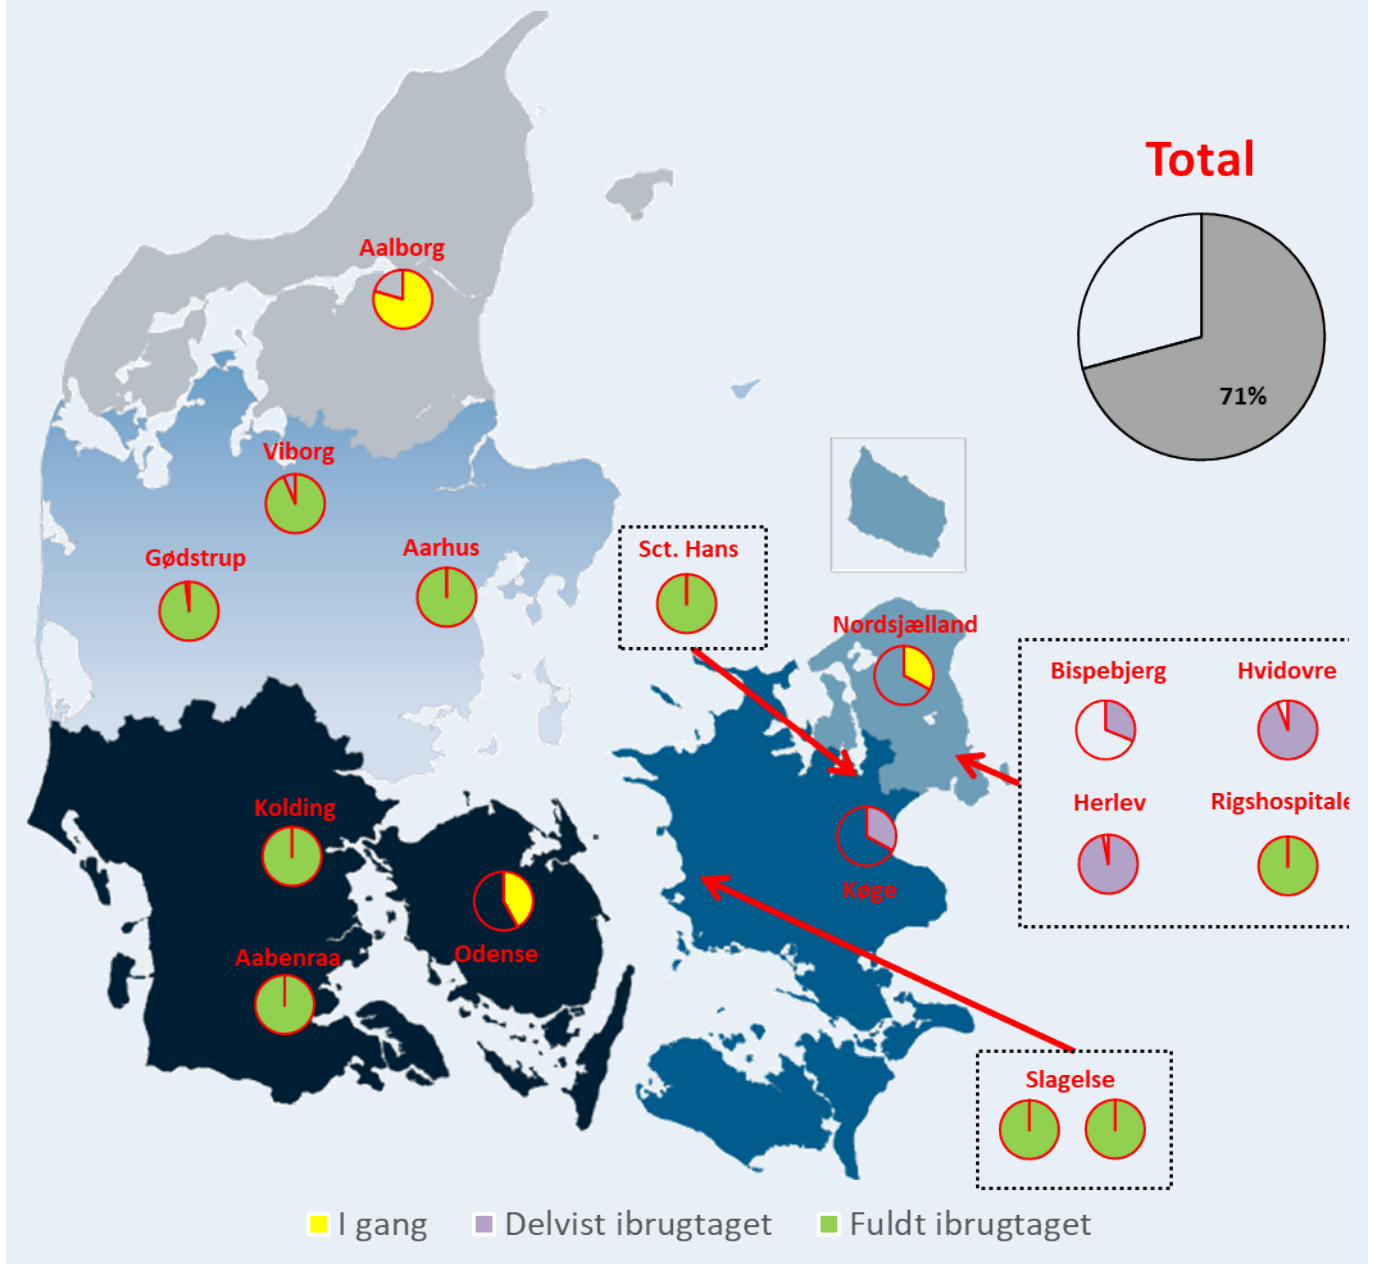 Total
71%
Aalborg
Viborg
Gødstrup
Aarhus
Sct. Hans
Nordsjælland
Bispebjerg
Hvidovre
Herlev
Rigshospitale
Kolding
Køge
Odense
Aabenraa
Slagelse
I gang
Delvist ibrugtaget
Fuldt ibrugtaget